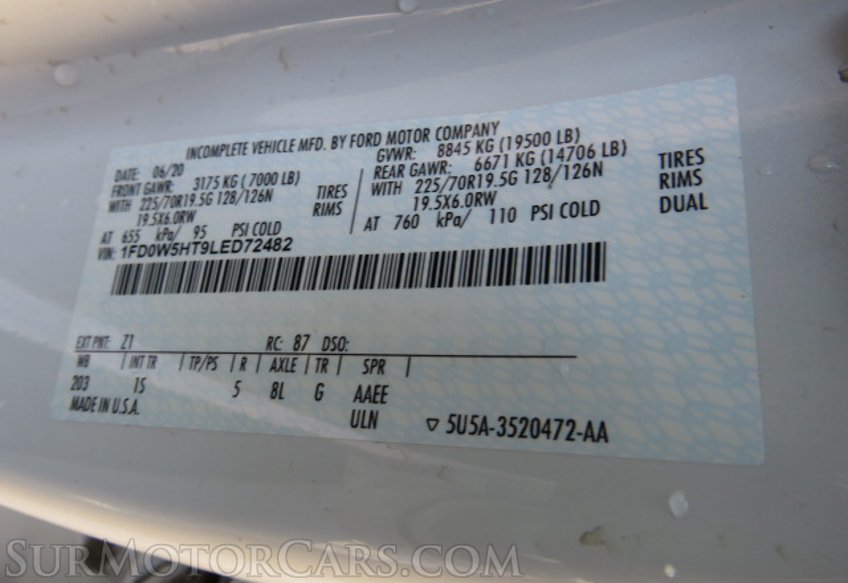 INCOMPLETE VEHICLE MFD. BY FORD MOTOR COMPANY
DATE: 06/20 GVWR: 8845 KG (19500 LB)
FRONT GAWR: 3175 KG (7000 LB) REAR GAWR: 6671 KG (14706 LB)
WITH 225/70R19.5G 128/126N TIRES WITH 225/70R19.5G 128/126N TIRES
19.5X6.0RW RIMS 19.5X6.0RW RIMS
AT 655 kPa/ 95 PSI COLD AT 760 kPa/ 110 PSI COLD DUAL
VIN: 1FD0W5HT9LED72482
EXT PNT: Z1 RC: 87 DSO:
WB | INT TR | TP/PS | R | AXLE | TR | SPR |
203 1S 5 8L G AAEE
MADE IN U.S.A. ULN ▽ 5U5A-3520472-AA
SurMotorCars.com